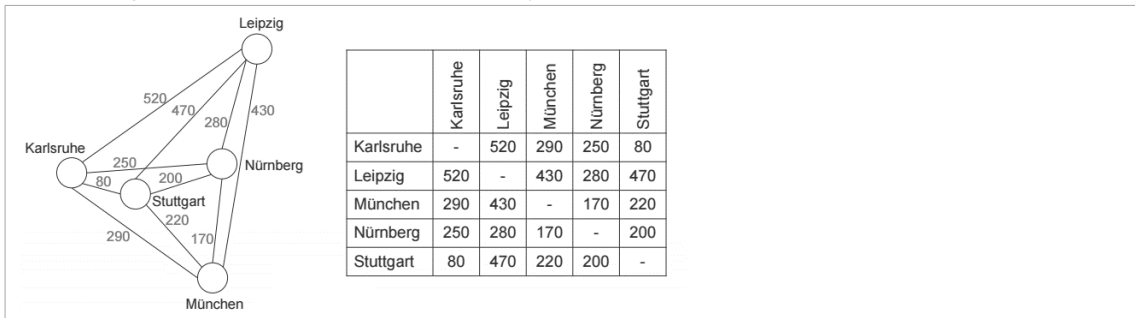 Leipzig
520
470
430
280
Karlsruhe
250
Nürnberg
80
200
Stuttgart
220
290
170
München
Karlsruhe Leipzig München Nürnberg Stuttgart
Karlsruhe - 520 290 250 80
Leipzig 520 - 430 280 470
München 290 430 - 170 220
Nürnberg 250 280 170 - 200
Stuttgart 80 470 220 200 -